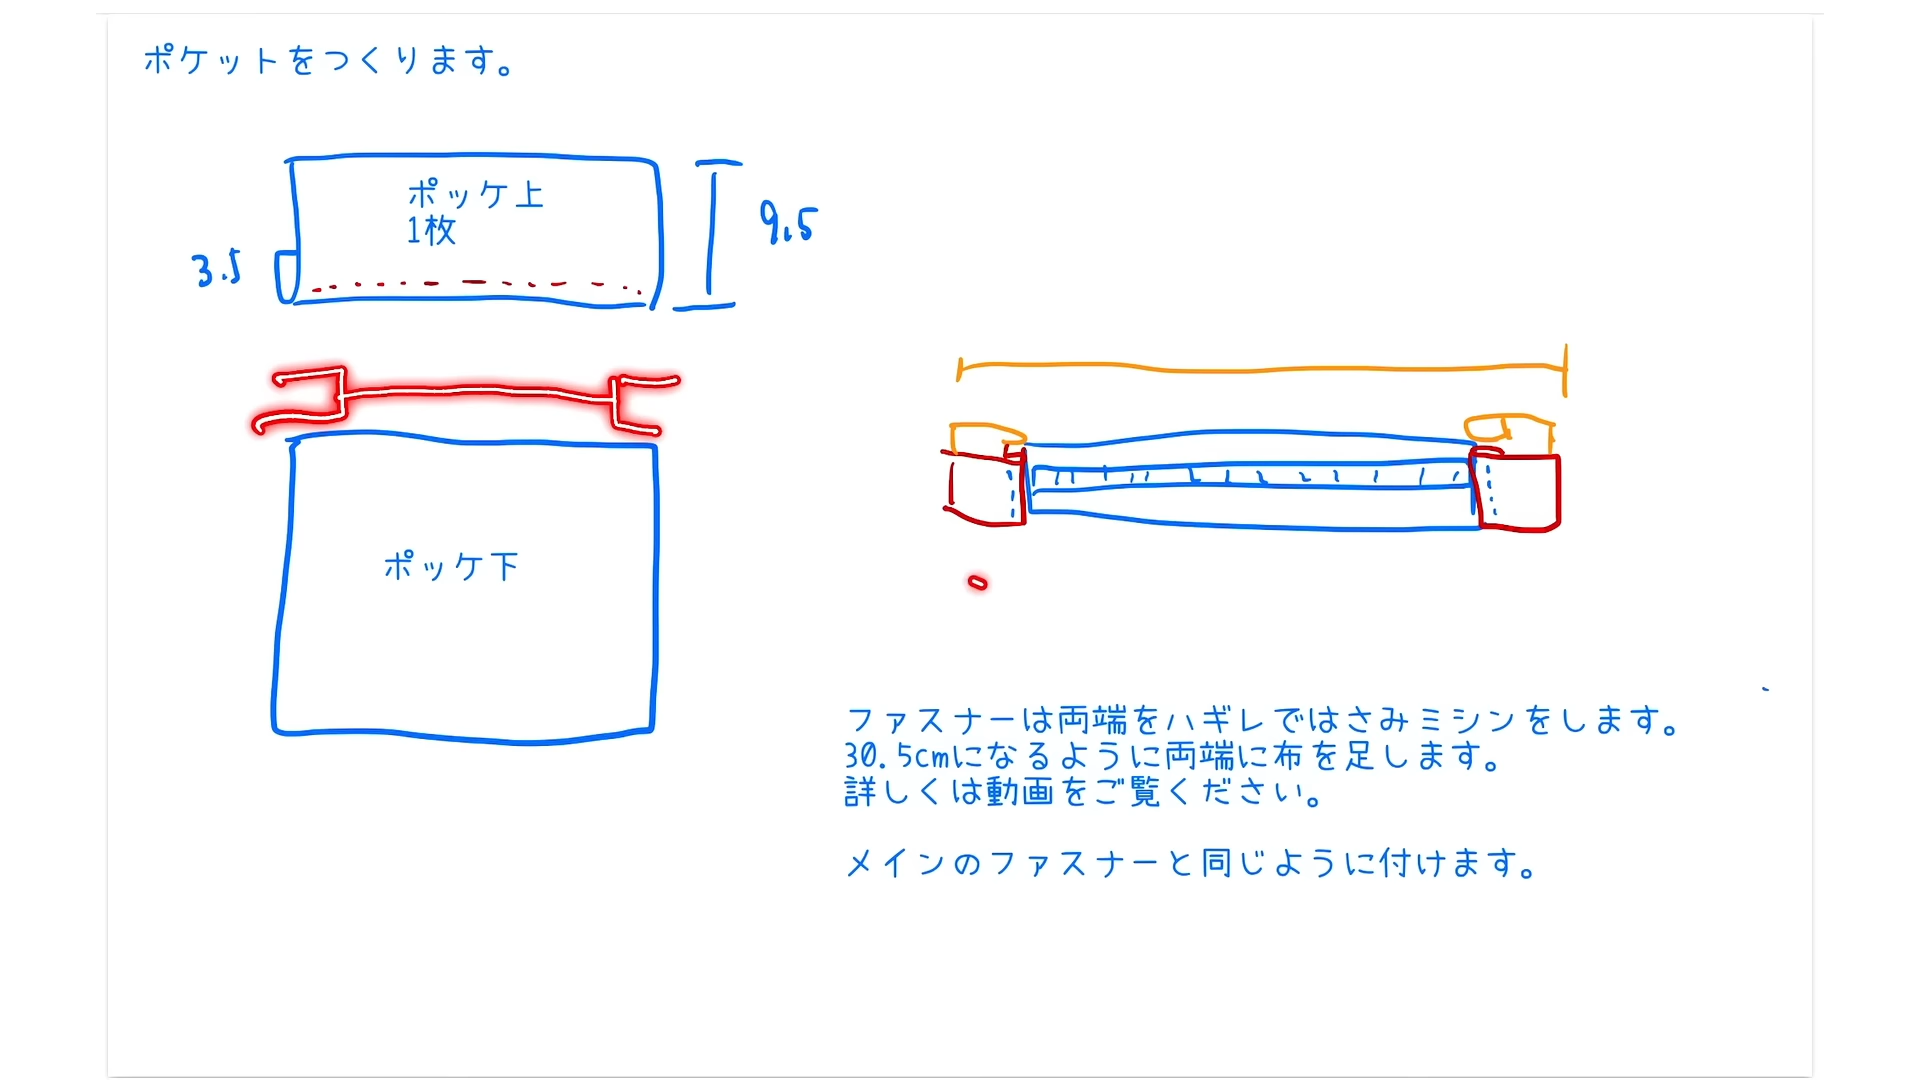 ポケットをつくります。
ポッケ上
1枚
9.5
3.5
ポッケ下
ファスナーは両端をハギレではさみミシンをします。
30.5cmになるように両端に布を足します。
詳しくは動画をご覧ください。
メインのファスナーと同じように付けます。